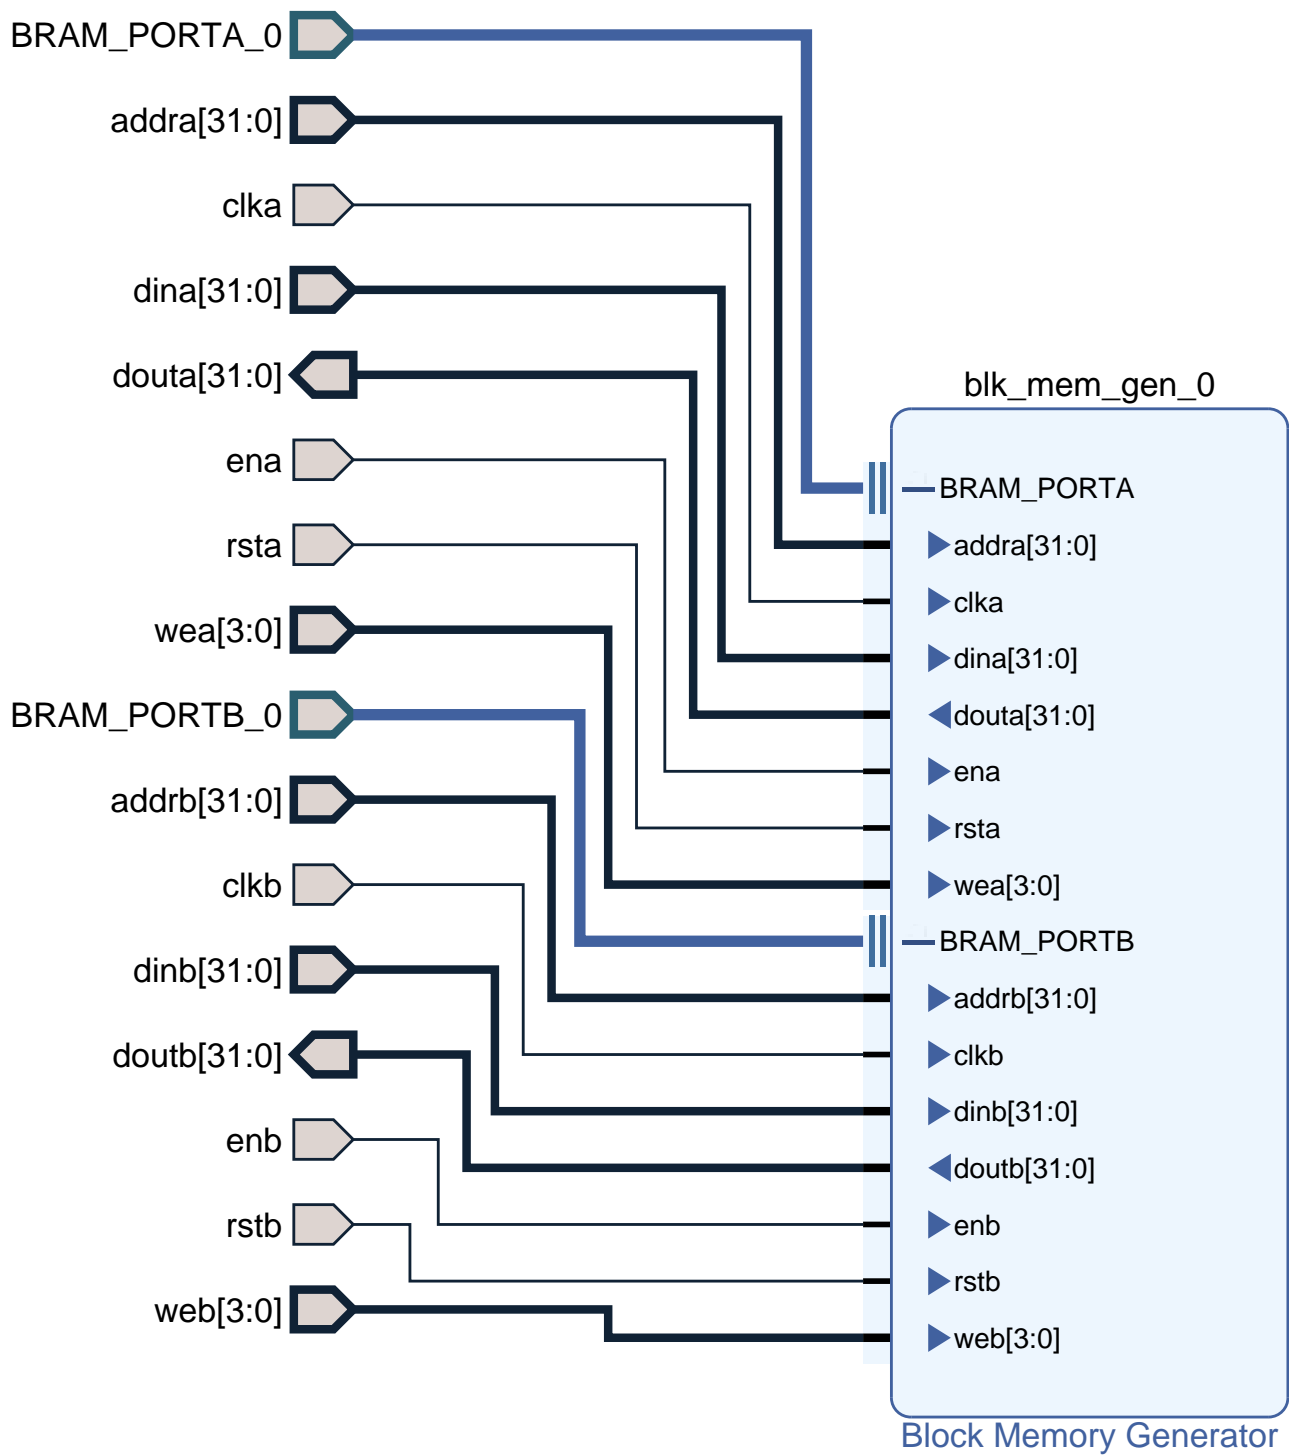 BRAM_PORTA_0
addra[31:0]
clka
dina[31:0]
douta[31:0]
ena
rsta
wea[3:0]
BRAM_PORTB_0
addrb[31:0]
clkb
dinb[31:0]
doutb[31:0]
enb
rstb
web[3:0]
blk_mem_gen_0
BRAM_PORTA
addra[31:0]
clka
dina[31:0]
douta[31:0]
ena
rsta
wea[3:0]
BRAM_PORTB
addrb[31:0]
clkb
dinb[31:0]
doutb[31:0]
enb
rstb
web[3:0]
Block Memory Generator